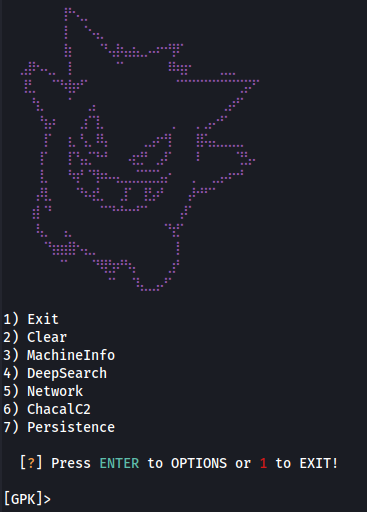 1) Exit
2) Clear
3) MachineInfo
4) DeepSearch
5) Network
6) ChacalC2
7) Persistence
[?] Press ENTER to OPTIONS or 1 to EXIT!
[GPK]>